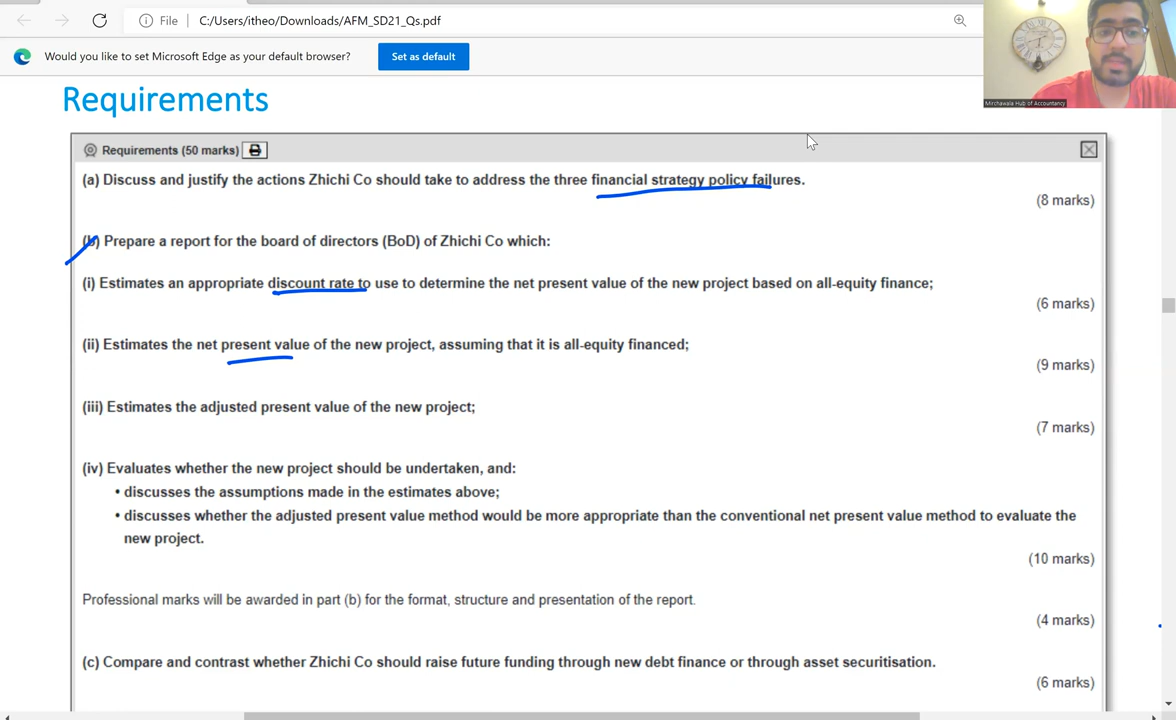 File
C:/Users/itheo/Downloads/AFM_SD21_Qs.pdf
Would you like to set Microsoft Edge as your default browser?
Set as default
Mirchawala Hub of Accountancy
Requirements
Requirements (50 marks)
(a) Discuss and justify the actions Zhichi Co should take to address the three financial strategy policy failures.
(8 marks)
(b) Prepare a report for the board of directors (BoD) of Zhichi Co which:
(i) Estimates an appropriate discount rate to use to determine the net present value of the new project based on all-equity finance;
(6 marks)
(ii) Estimates the net present value of the new project, assuming that it is all-equity financed;
(9 marks)
(iii) Estimates the adjusted present value of the new project;
(7 marks)
(iv) Evaluates whether the new project should be undertaken, and:
• discusses the assumptions made in the estimates above;
• discusses whether the adjusted present value method would be more appropriate than the conventional net present value method to evaluate the
new project.
(10 marks)
Professional marks will be awarded in part (b) for the format, structure and presentation of the report.
(4 marks)
(c) Compare and contrast whether Zhichi Co should raise future funding through new debt finance or through asset securitisation.
(6 marks)